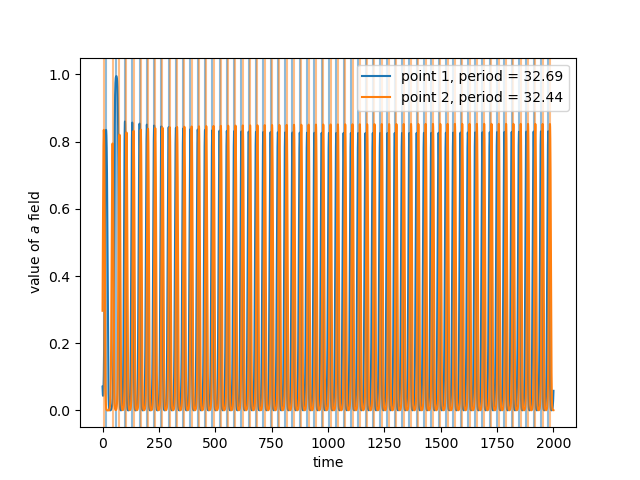 point 1, period = 32.69
point 2, period = 32.44
1.0
0.8
0.6
0.4
0.2
0.0
value of a field
0 250 500 750 1000 1250 1500 1750 2000
time